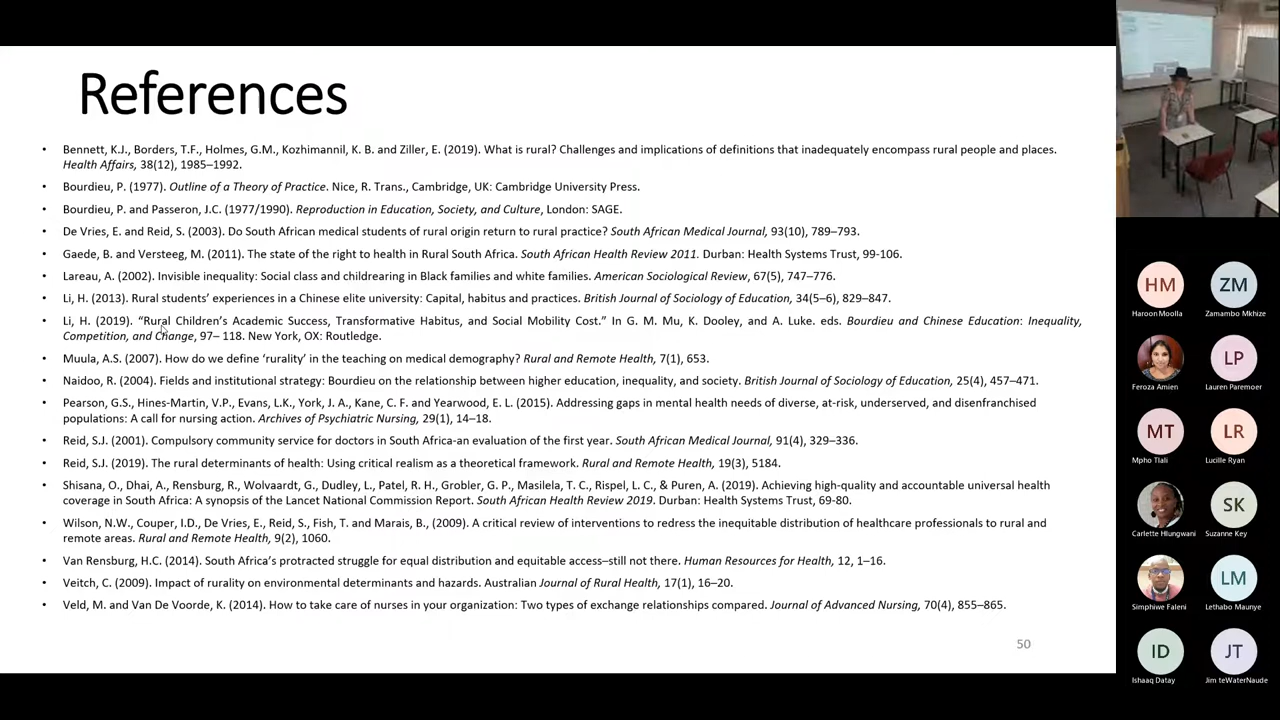 References
• Bennett, K.J., Borders, T.F., Holmes, G.M., Kozhimannil, K. B. and Ziller, E. (2019). What is rural? Challenges and implications of definitions that inadequately encompass rural people and places.
Health Affairs, 38(12), 1985–1992.
• Bourdieu, P. (1977). Outline of a Theory of Practice. Nice, R. Trans., Cambridge, UK: Cambridge University Press.
• Bourdieu, P. and Passeron, J.C. (1977/1990). Reproduction in Education, Society, and Culture, London: SAGE.
• De Vries, E. and Reid, S. (2003). Do South African medical students of rural origin return to rural practice? South African Medical Journal, 93(10), 789–793.
• Gaede, B. and Versteeg, M. (2011). The state of the right to health in Rural South Africa. South African Health Review 2011. Durban: Health Systems Trust, 99-106.
• Lareau, A. (2002). Invisible inequality: Social class and childrearing in Black families and white families. American Sociological Review, 67(5), 747–776.
• Li, H. (2013). Rural students’ experiences in a Chinese elite university: Capital, habitus and practices. British Journal of Sociology of Education, 34(5–6), 829–847.
• Li, H. (2019). “Rural Children’s Academic Success, Transformative Habitus, and Social Mobility Cost.” In G. M. Mu, K. Dooley, and A. Luke. eds. Bourdieu and Chinese Education: Inequality,
Competition, and Change, 97– 118. New York, OX: Routledge.
• Muula, A.S. (2007). How do we define ‘rurality’ in the teaching on medical demography? Rural and Remote Health, 7(1), 653.
• Naidoo, R. (2004). Fields and institutional strategy: Bourdieu on the relationship between higher education, inequality, and society. British Journal of Sociology of Education, 25(4), 457–471.
• Pearson, G.S., Hines-Martin, V.P., Evans, L.K., York, J. A., Kane, C. F. and Yearwood, E. L. (2015). Addressing gaps in mental health needs of diverse, at-risk, underserved, and disenfranchised
populations: A call for nursing action. Archives of Psychiatric Nursing, 29(1), 14–18.
• Reid, S.J. (2001). Compulsory community service for doctors in South Africa-an evaluation of the first year. South African Medical Journal, 91(4), 329–336.
• Reid, S.J. (2019). The rural determinants of health: Using critical realism as a theoretical framework. Rural and Remote Health, 19(3), 5184.
• Shisana, O., Dhai, A., Rensburg, R., Wolvaardt, G., Dudley, L., Patel, R. H., Grobler, G. P., Masilela, T. C., Rispel, L. C., & Puren, A. (2019). Achieving high-quality and accountable universal health
coverage in South Africa: A synopsis of the Lancet National Commission Report. South African Health Review 2019. Durban: Health Systems Trust, 69-80.
• Wilson, N.W., Couper, I.D., De Vries, E., Reid, S., Fish, T. and Marais, B., (2009). A critical review of interventions to redress the inequitable distribution of healthcare professionals to rural and
remote areas. Rural and Remote Health, 9(2), 1060.
• Van Rensburg, H.C. (2014). South Africa’s protracted struggle for equal distribution and equitable access–still not there. Human Resources for Health, 12, 1–16.
• Veitch, C. (2009). Impact of rurality on environmental determinants and hazards. Australian Journal of Rural Health, 17(1), 16–20.
• Veld, M. and Van De Voorde, K. (2014). How to take care of nurses in your organization: Two types of exchange relationships compared. Journal of Advanced Nursing, 70(4), 855–865.
50
HM ZM
Haroon Moolla Zamambo Mkhize
LP
Feroza Amien Lauren Paremoer
MT LR
Mpho Tlali Lucille Ryan
SK
Carlette Hlungwani Suzanne Key
LM
Simphiwe Faleni Lethabo Maunye
ID JT
Ishaaq Datay Jim teWaterNaude